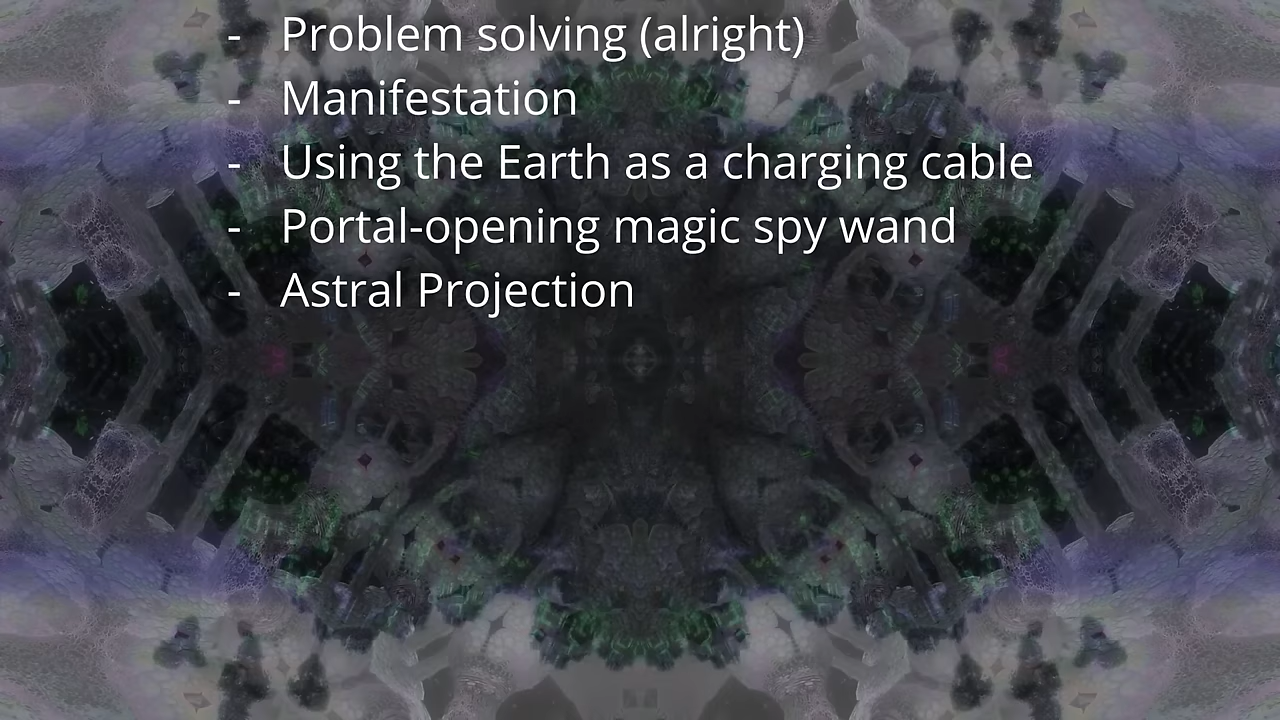 - Problem solving (alright)
- Manifestation
- Using the Earth as a charging cable
- Portal-opening magic spy wand
- Astral Projection